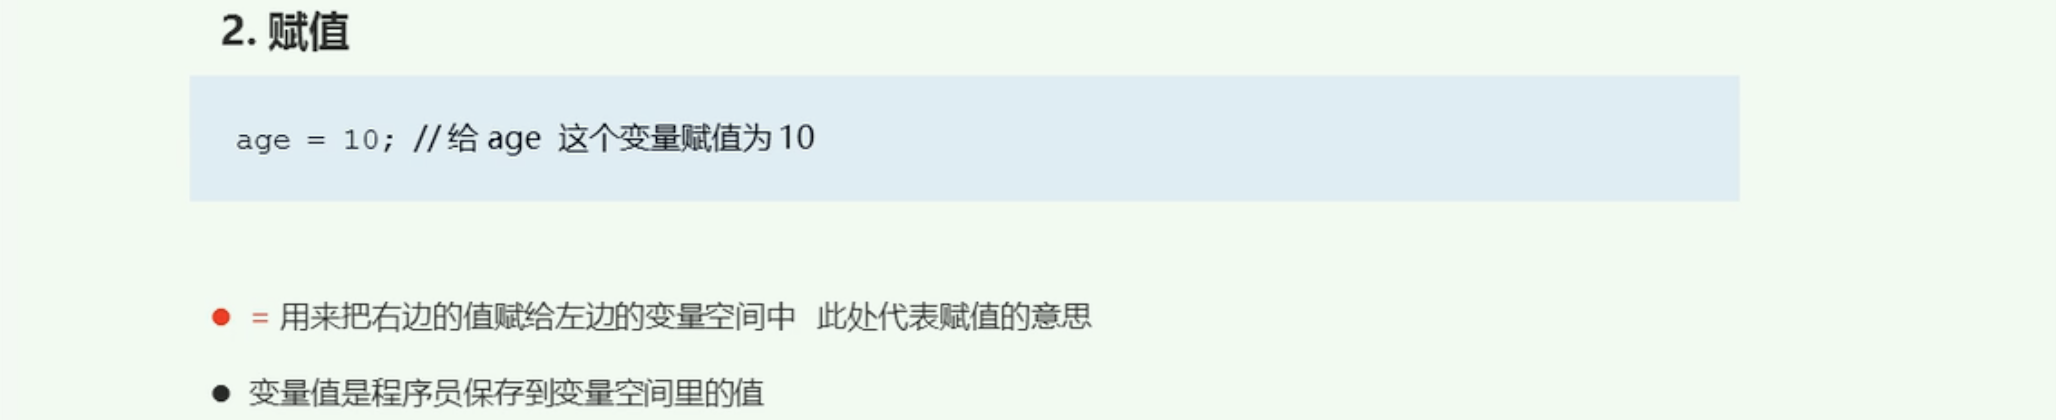 2. 赋值
age = 10; // 给 age 这个变量赋值为 10
= 用来把右边的值赋给左边的变量空间中 此处代表赋值的意思
变量值是程序员保存到变量空间里的值